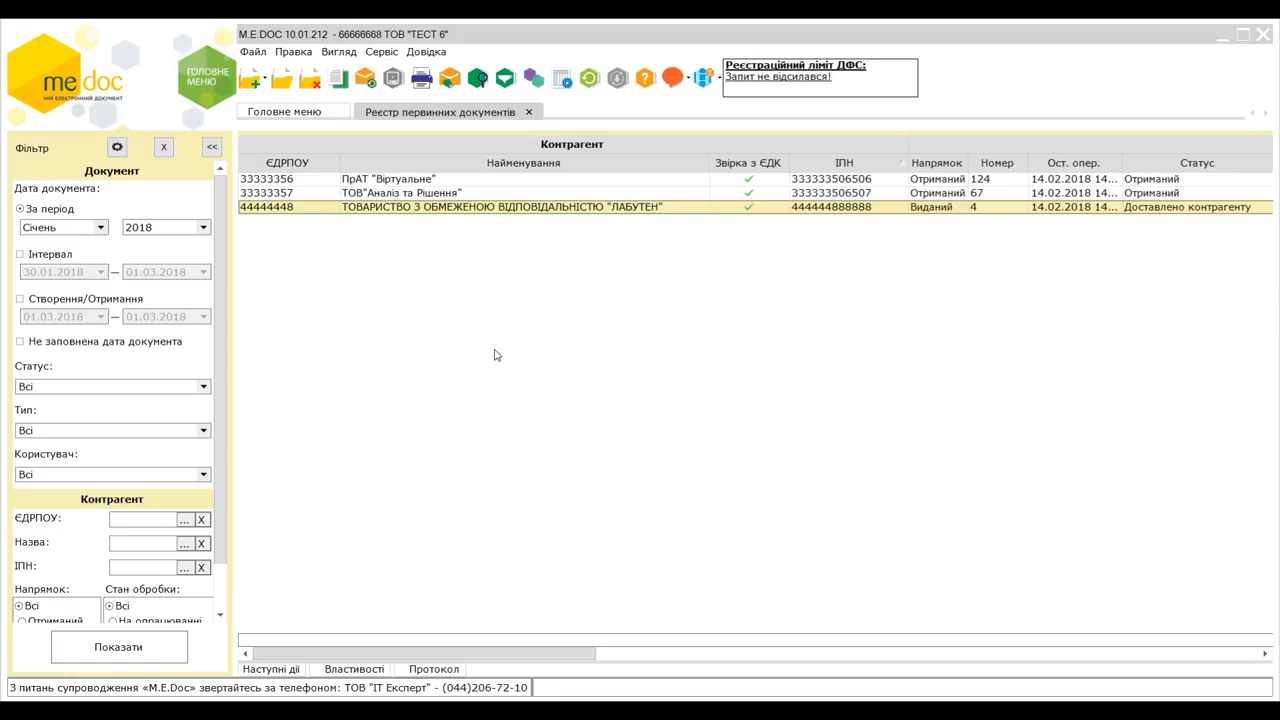 M.E.DOC 10.01.212 - 66666668 ТОВ "ТЕСТ 6"
Файл Правка Вигляд Сервіс Довідка
me doc
МІЙ ЕЛЕКТРОННИЙ ДОКУМЕНТ
ГОЛОВНЕ МЕНЮ
Реєстраційний ліміт ДФС:
Запит не відсилався!
Головне меню Реєстр первинних документів ×
Фільтр X <<
Документ
Дата документа:
За період
Січень 2018
Інтервал
30.01.2018 — 01.03.2018
Створення/Отримання
01.03.2018 — 01.03.2018
Не заповнена дата документа
Статус:
Всі
Тип:
Всі
Користувач:
Всі
Контрагент
ЄДРПОУ: ... X
Назва: ... X
ІПН: ... X
Напрямок: Стан обробки:
Всі Всі
Отриманий На опрацюванні
Показати
Контрагент
ЄДРПОУ Найменування Звірка з ЄДК ІПН Напрямок Номер Ост. опер. Статус
33333356 ПрАТ "Віртуальне" 333333506506 Отриманий 124 14.02.2018 14... Отриманий
33333357 ТОВ"Аналіз та Рішення" 333333506507 Отриманий 67 14.02.2018 14... Отриманий
44444448 ТОВАРИСТВО З ОБМЕЖЕНОЮ ВІДПОВІДАЛЬНІСТЮ "ЛАБУТЕН" 444444888888 Виданий 4 14.02.2018 14... Доставлено контрагенту
Наступні дії Властивості Протокол
З питань супроводження «M.E.Doc» звертайтесь за телефоном: ТОВ "ІТ Експерт" - (044)206-72-10